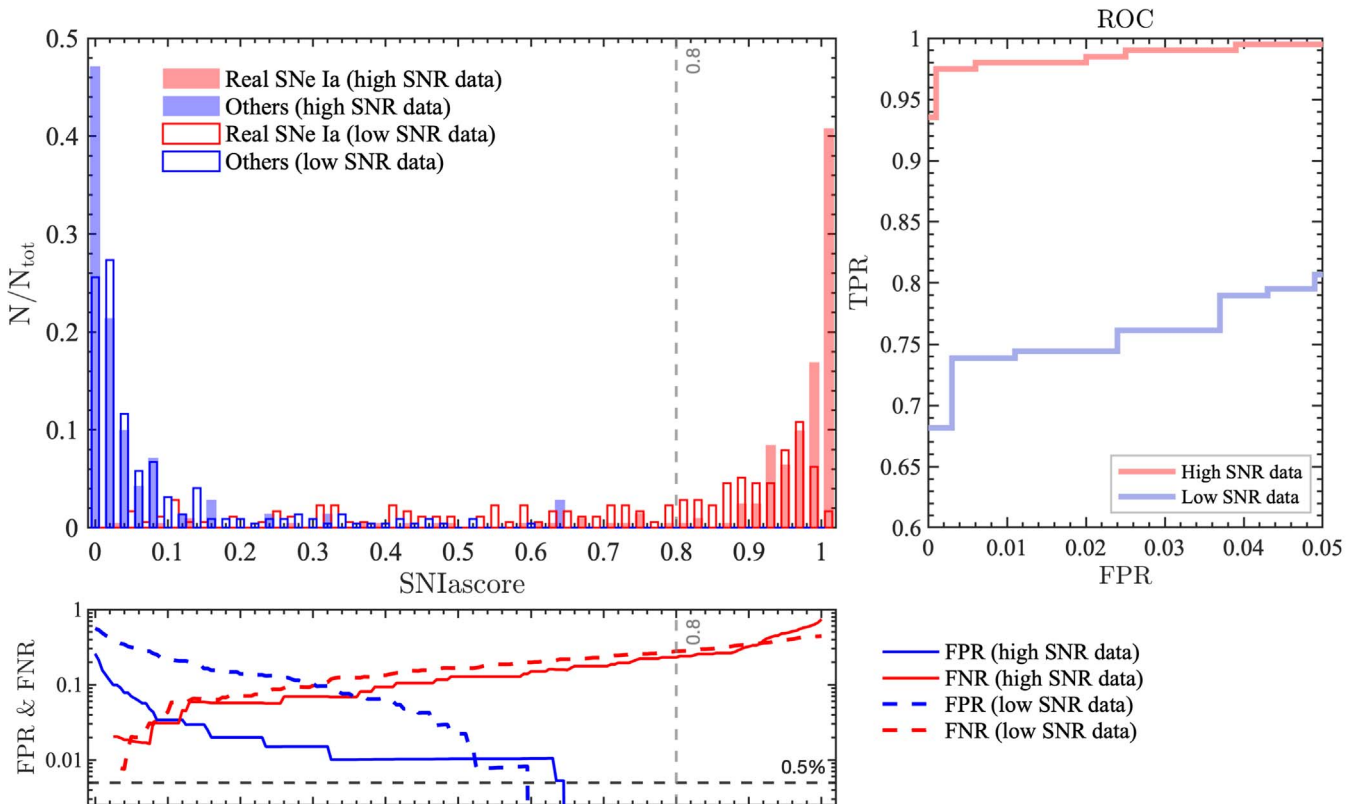 0.5
0.4
0.3
0.2
0.1
0
N/N_tot
Real SNe Ia (high SNR data)
Others (high SNR data)
Real SNe Ia (low SNR data)
Others (low SNR data)
0.8
0 0.1 0.2 0.3 0.4 0.5 0.6 0.7 0.8 0.9 1
SNIascore
ROC
1
0.95
0.9
0.85
0.8
0.75
0.7
0.65
0.6
TPR
High SNR data
Low SNR data
0 0.01 0.02 0.03 0.04 0.05
FPR
1
0.1
0.01
FPR & FNR
0.8
0.5%
FPR (high SNR data)
FNR (high SNR data)
FPR (low SNR data)
FNR (low SNR data)